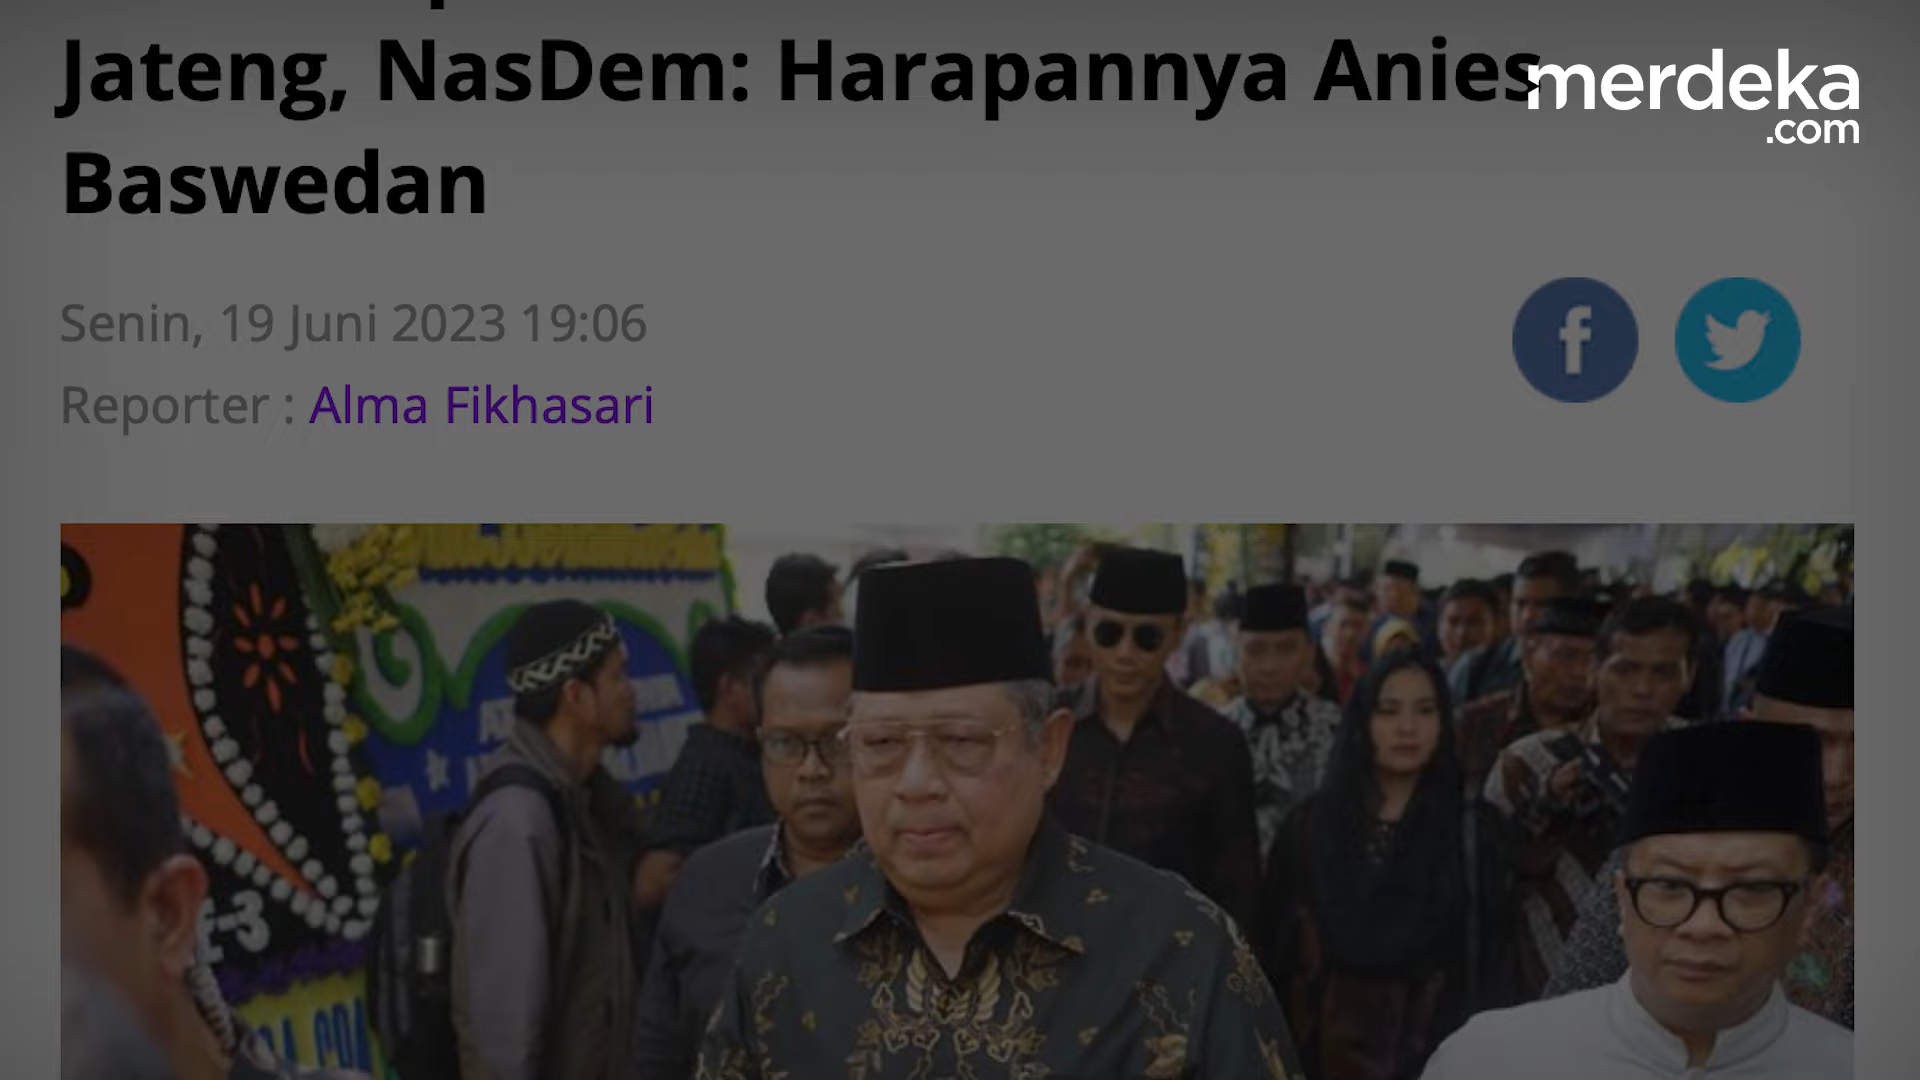 Jateng, NasDem: Harapannya Anies
Baswedan
merdeka
.com
Senin, 19 Juni 2023 19:06
Reporter : Alma Fikhasari
f